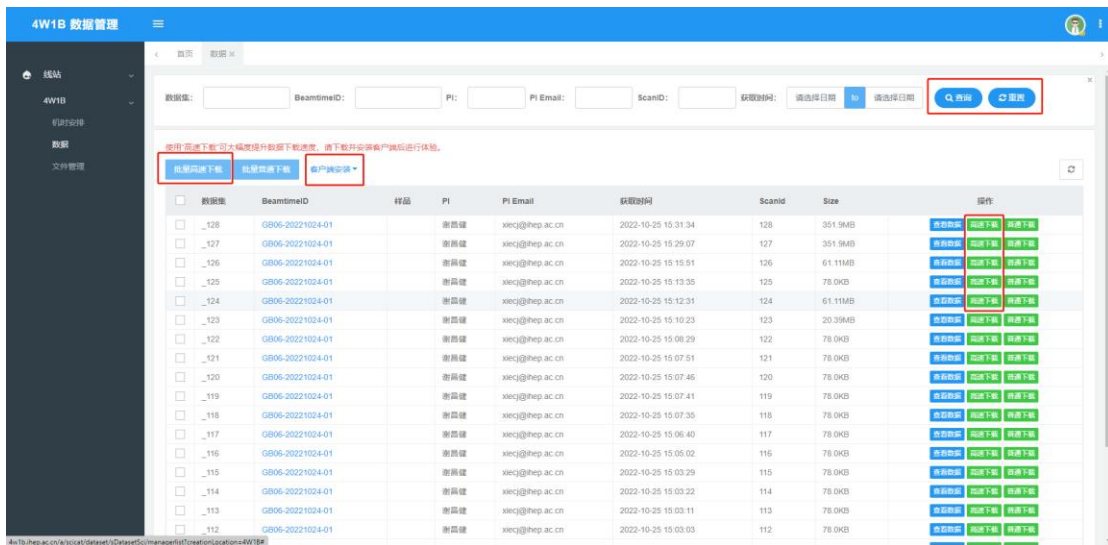 4W1B 数据管理
首页 数据 ×
线站
4W1B
机时安排
数据
文件管理
数据集: BeamtimeID: PI: PI Email: ScanID: 获取时间: 请选择日期 to 请选择日期 查询 重置
使用"高速下载"可大幅度提升数据下载速度，请下载并安装客户端后进行体验。
批量高速下载 批量普通下载 客户端安装
数据集 BeamtimeID 样品 PI PI Email 获取时间 ScanId Size 操作
_128 GB06-20221024-01 谢昌健 xiecj@ihep.ac.cn 2022-10-25 15:31:34 128 351.9MB 查看数据 高速下载 普通下载
_127 GB06-20221024-01 谢昌健 xiecj@ihep.ac.cn 2022-10-25 15:29:07 127 351.9MB 查看数据 高速下载 普通下载
_126 GB06-20221024-01 谢昌健 xiecj@ihep.ac.cn 2022-10-25 15:15:51 126 61.11MB 查看数据 高速下载 普通下载
_125 GB06-20221024-01 谢昌健 xiecj@ihep.ac.cn 2022-10-25 15:13:35 125 78.0KB 查看数据 高速下载 普通下载
_124 GB06-20221024-01 谢昌健 xiecj@ihep.ac.cn 2022-10-25 15:12:31 124 61.11MB 查看数据 高速下载 普通下载
_123 GB06-20221024-01 谢昌健 xiecj@ihep.ac.cn 2022-10-25 15:10:23 123 20.39MB 查看数据 高速下载 普通下载
_122 GB06-20221024-01 谢昌健 xiecj@ihep.ac.cn 2022-10-25 15:08:29 122 78.0KB 查看数据 高速下载 普通下载
_121 GB06-20221024-01 谢昌健 xiecj@ihep.ac.cn 2022-10-25 15:07:51 121 78.0KB 查看数据 高速下载 普通下载
_120 GB06-20221024-01 谢昌健 xiecj@ihep.ac.cn 2022-10-25 15:07:46 120 78.0KB 查看数据 高速下载 普通下载
_119 GB06-20221024-01 谢昌健 xiecj@ihep.ac.cn 2022-10-25 15:07:41 119 78.0KB 查看数据 高速下载 普通下载
_118 GB06-20221024-01 谢昌健 xiecj@ihep.ac.cn 2022-10-25 15:07:35 118 78.0KB 查看数据 高速下载 普通下载
_117 GB06-20221024-01 谢昌健 xiecj@ihep.ac.cn 2022-10-25 15:06:40 117 78.0KB 查看数据 高速下载 普通下载
_116 GB06-20221024-01 谢昌健 xiecj@ihep.ac.cn 2022-10-25 15:05:02 116 78.0KB 查看数据 高速下载 普通下载
_115 GB06-20221024-01 谢昌健 xiecj@ihep.ac.cn 2022-10-25 15:03:29 115 78.0KB 查看数据 高速下载 普通下载
_114 GB06-20221024-01 谢昌健 xiecj@ihep.ac.cn 2022-10-25 15:03:22 114 78.0KB 查看数据 高速下载 普通下载
_113 GB06-20221024-01 谢昌健 xiecj@ihep.ac.cn 2022-10-25 15:03:11 113 78.0KB 查看数据 高速下载 普通下载
_112 GB06-20221024-01 谢昌健 xiecj@ihep.ac.cn 2022-10-25 15:03:03 112 78.0KB 查看数据 高速下载 普通下载
4w1b.ihep.ac.cn/a/scicat/dataset/sDatasetSci/managerlist?creationLocation=4W1B#